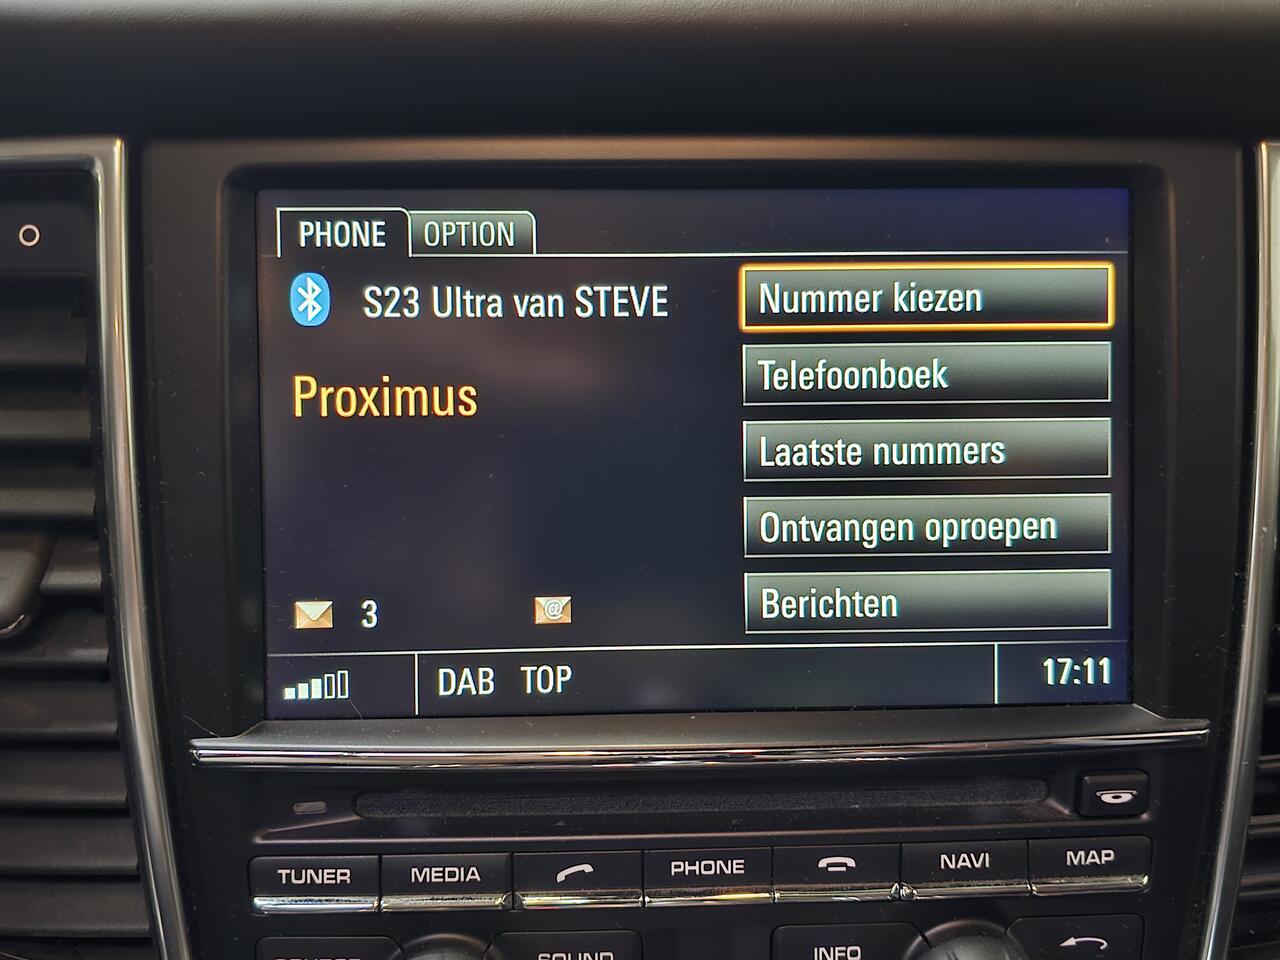 PHONE OPTION
S23 Ultra van STEVE
Proximus
Nummer kiezen
Telefoonboek
Laatste nummers
Ontvangen oproepen
Berichten
3
DAB TOP
17:11
TUNER MEDIA PHONE NAVI MAP
SOUND INFO